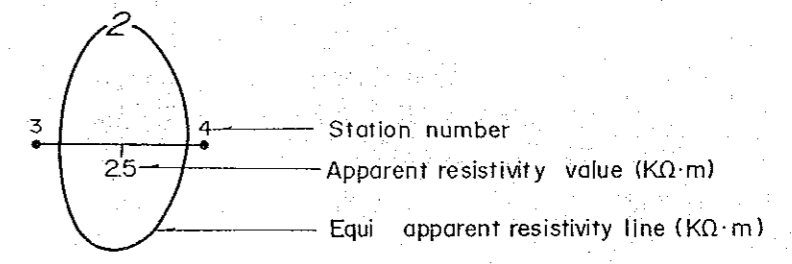 2
3
4
Station number
25
Apparent resistivity value (KΩ·m)
Equi apparent resistivity line (KΩ·m)